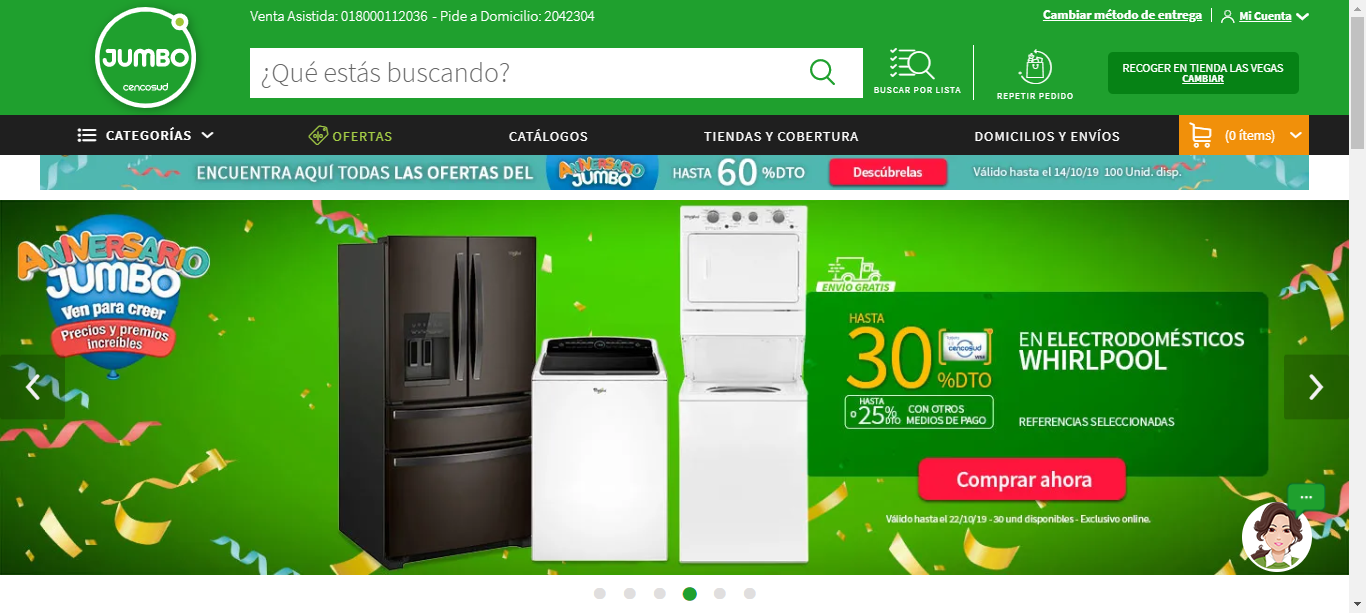 Venta Asistida: 018000112036 - Pide a Domicilio: 2042304
Cambiar método de entrega
Mi Cuenta
JUMBO
cencosud
¿Qué estás buscando?
BUSCAR POR LISTA
REPETIR PEDIDO
RECOGER EN TIENDA LAS VEGAS
CAMBIAR
CATEGORÍAS
OFERTAS
CATÁLOGOS
TIENDAS Y COBERTURA
DOMICILIOS Y ENVÍOS
(0 ítems)
ENCUENTRA AQUÍ TODAS LAS OFERTAS DEL
ANIVERSARIO
JUMBO
HASTA 60 %DTO
Descúbrelas
Válido hasta el 14/10/19 100 Unid. disp.
ANIVERSARIO
JUMBO
Ven para creer
Precios y premios
increíbles
Whirlpool
ENVÍO GRATIS
HASTA
30 %DTO
cencosud
VISA
EN ELECTRODOMÉSTICOS
WHIRLPOOL
o HASTA 25% DTO
CON OTROS
MEDIOS DE PAGO
REFERENCIAS SELECCIONADAS
Comprar ahora
Válido hasta el 22/10/19 - 30 und disponibles - Exclusivo online.